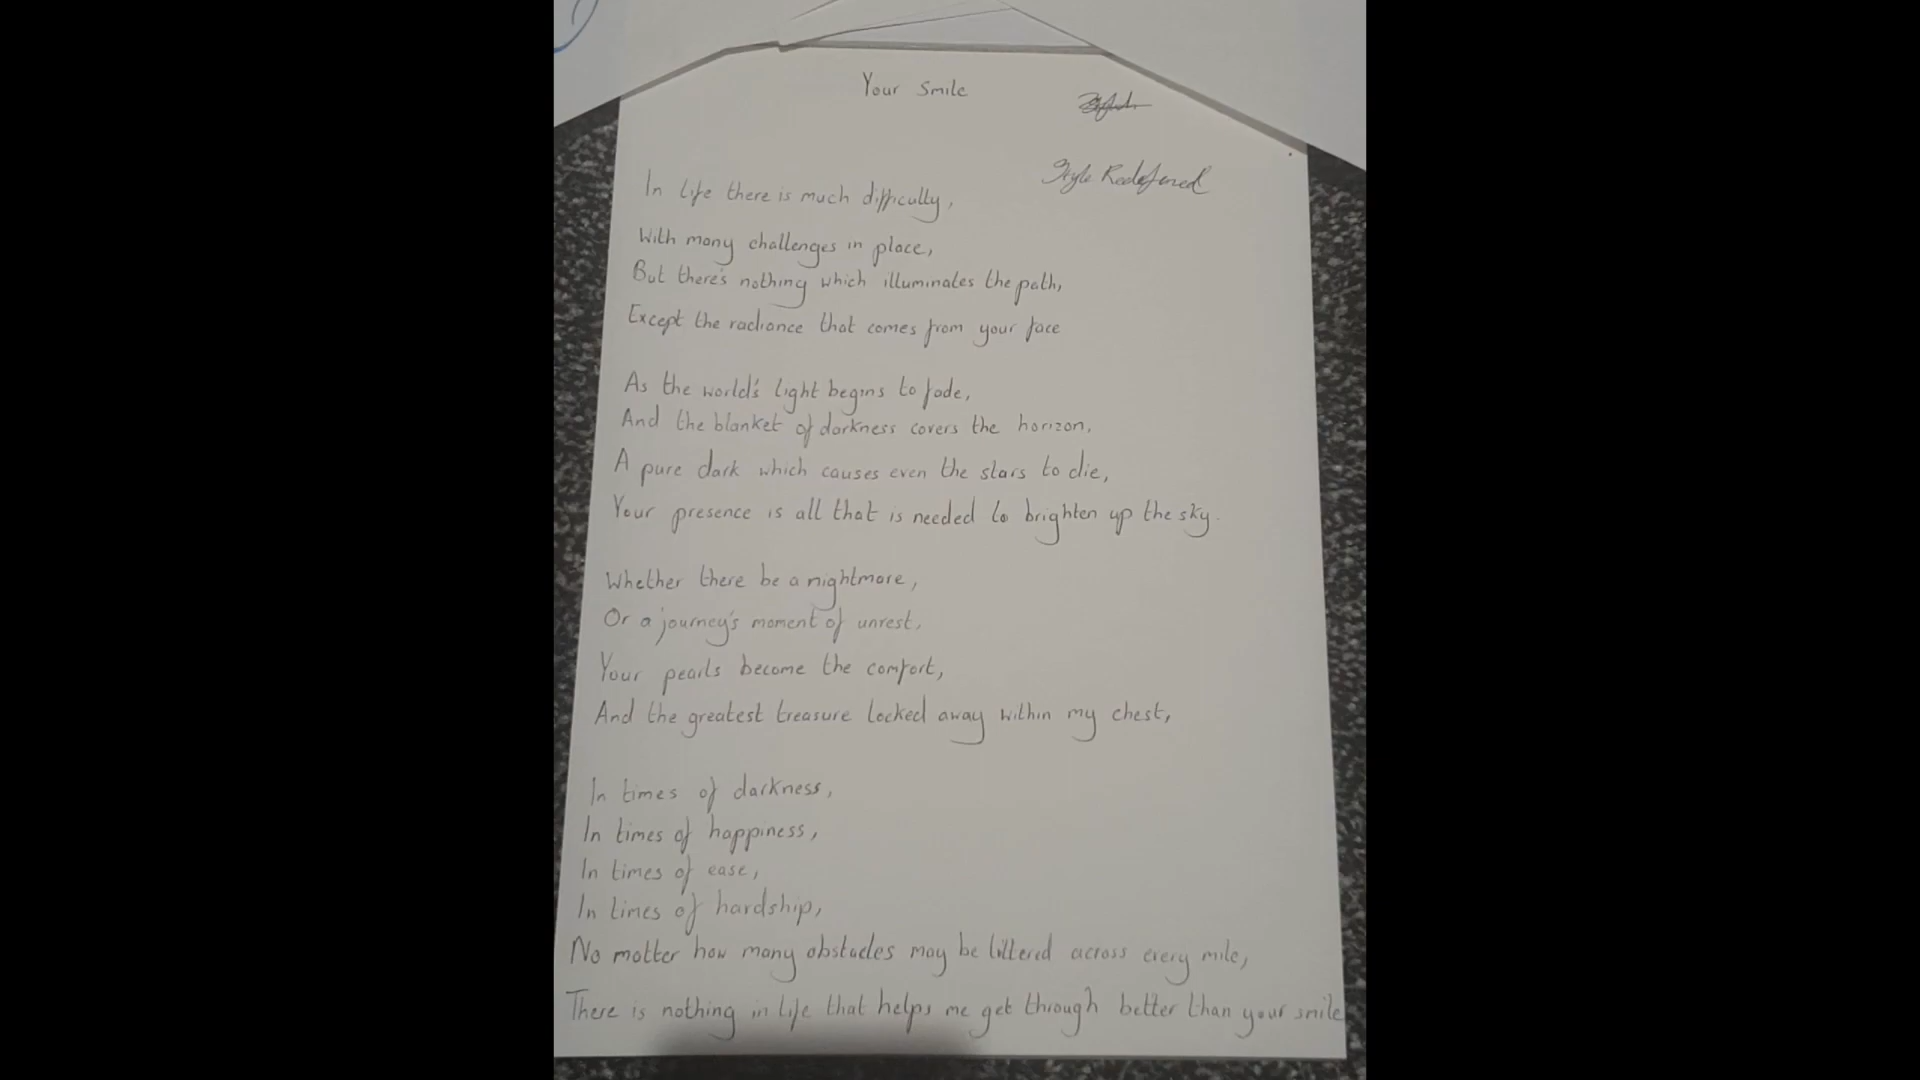 Your Smile
Style Redefined
In life there is much difficulty,
With many challenges in place,
But there's nothing which illuminates the path,
Except the radiance that comes from your face
As the world's light begins to fade,
And the blanket of darkness covers the horizon,
A pure dark which causes even the stars to die,
Your presence is all that is needed to brighten up the sky.
Whether there be a nightmare,
Or a journey's moment of unrest,
Your pearls become the comfort,
And the greatest treasure locked away within my chest,
In times of darkness,
In times of happiness,
In times of ease,
In times of hardship,
No matter how many obstacles may be littered across every mile,
There is nothing in life that helps me get through better than your smile